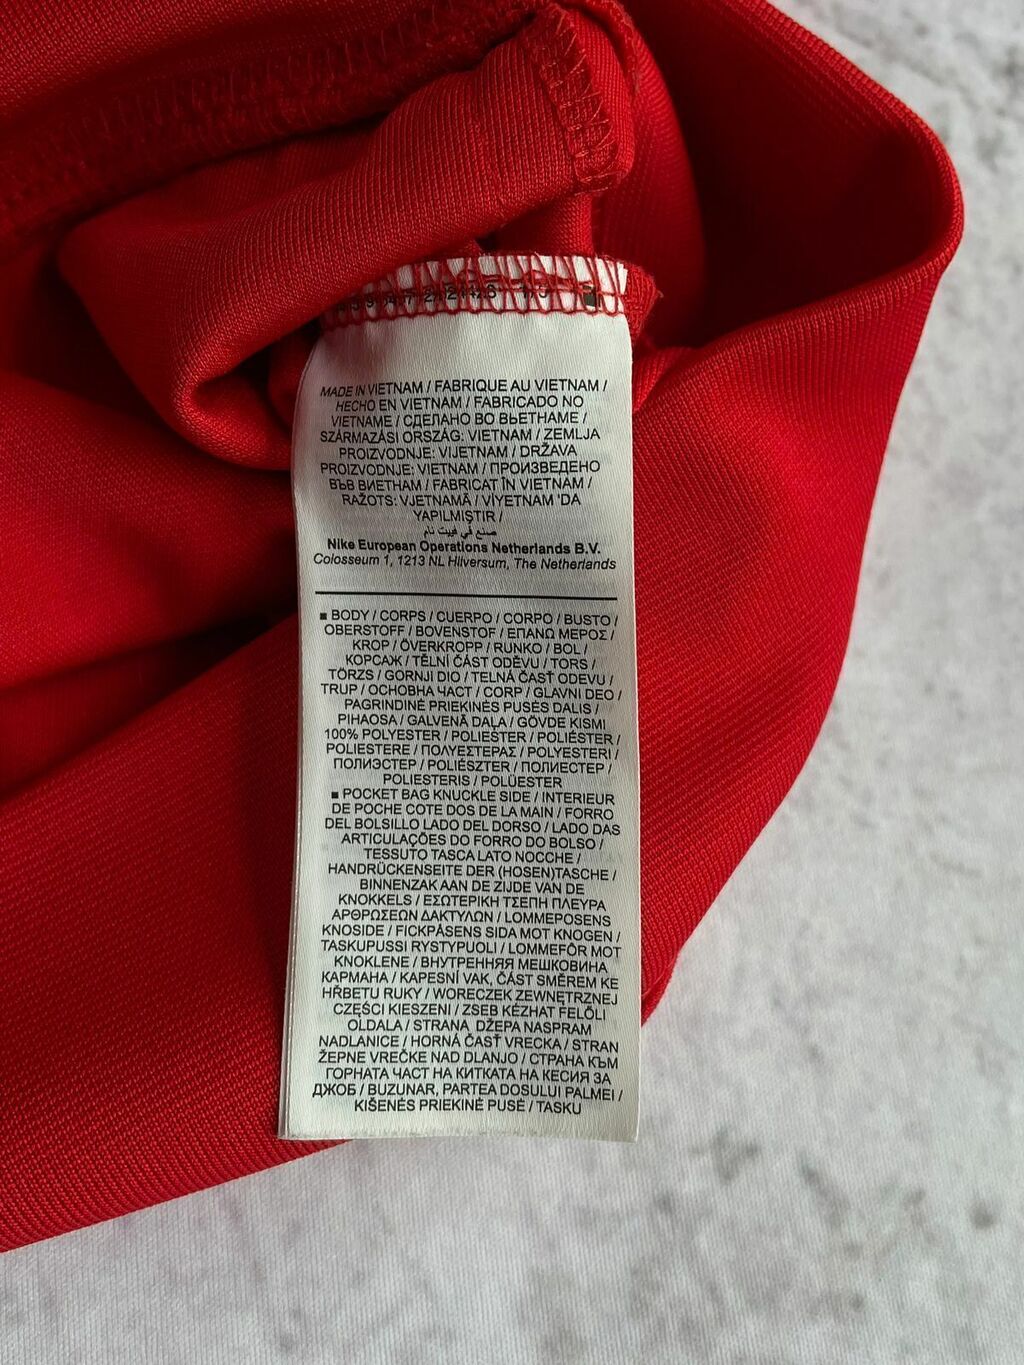 MADE IN VIETNAM / FABRIQUE AU VIETNAM /
HECHO EN VIETNAM / FABRICADO NO
VIETNAME / СДЕЛАНО ВО ВЬЕТНАМЕ /
SZÁRMAZÁSI ORSZÁG: VIETNAM / ZEMLJA
PROIZVODNJE: VIJETNAM / DRŽAVA
PROIZVODNJE: VIETNAM / ПРОИЗВЕДЕНО
ВЪВ ВИЕТНАМ / FABRICAT ÎN VIETNAM /
RAŽOTS: VJETNAMĀ / VİYETNAM 'DA
YAPILMIŞTIR /
صنع في فييت نام
Nike European Operations Netherlands B.V.
Colosseum 1, 1213 NL Hilversum, The Netherlands
■ BODY / CORPS / CUERPO / CORPO / BUSTO /
OBERSTOFF / BOVENSTOF / ΕΠΑΝΩ ΜΕΡΟΣ /
KROP / ÖVERKROPP / RUNKO / BOL /
КОРСАЖ / TĚLNÍ ČÁST ODĚVU / TORS /
TÖRZS / GORNJI DIO / TELNÁ ČASŤ ODEVU /
TRUP / ОСНОВНА ЧАСТ / CORP / GLAVNI DEO /
PAGRINDINĖ PRIEKINĖS PUSĖS DALIS /
PIHAOSA / GALVENĀ DAĻA / GÖVDE KISMI
100% POLYESTER / POLIESTER / POLIÉSTER /
POLIESTERE / ΠΟΛΥΕΣΤΕΡΑΣ / POLYESTERI /
ПОЛИЭСТЕР / POLIÉSZTER / ПОЛИЕСТЕР /
POLIESTERIS / POLÜESTER
■ POCKET BAG KNUCKLE SIDE / INTERIEUR
DE POCHE COTE DOS DE LA MAIN / FORRO
DEL BOLSILLO LADO DEL DORSO / LADO DAS
ARTICULAÇÕES DO FORRO DO BOLSO /
TESSUTO TASCA LATO NOCCHE /
HANDRÜCKENSEITE DER (HOSEN)TASCHE /
BINNENZAK AAN DE ZIJDE VAN DE
KNOKKELS / ΕΣΩΤΕΡΙΚΗ ΤΣΕΠΗ ΠΛΕΥΡΑ
ΑΡΘΡΩΣΕΩΝ ΔΑΚΤΥΛΩΝ / LOMMEPOSENS
KNOSIDE / FICKPÅSENS SIDA MOT KNOGEN /
TASKUPUSSI RYSTYPUOLI / LOMMEFÔR MOT
KNOKLENE / ВНУТРЕННЯЯ МЕШКОВИНА
КАРМАНА / KAPESNÍ VAK, ČÁST SMĚREM KE
HŘBETU RUKY / WORECZEK ZEWNĘTRZNEJ
CZĘŚCI KIESZENI / ZSEB KÉZHÁT FELŐLI
OLDALA / STRANA DŽEPA NASPRAM
NADLANICE / HORNÁ ČASŤ VRECKA / STRAN
ŽEPNE VREČKE NAD DLANJO / СТРАНА КЪМ
ГОРНАТА ЧАСТ НА КИТКАТА НА КЕСИЯ ЗА
ДЖОБ / BUZUNAR, PARTEA DOSULUI PALMEI /
KIŠENĖS PRIEKINĖ PUSĖ / TASKU